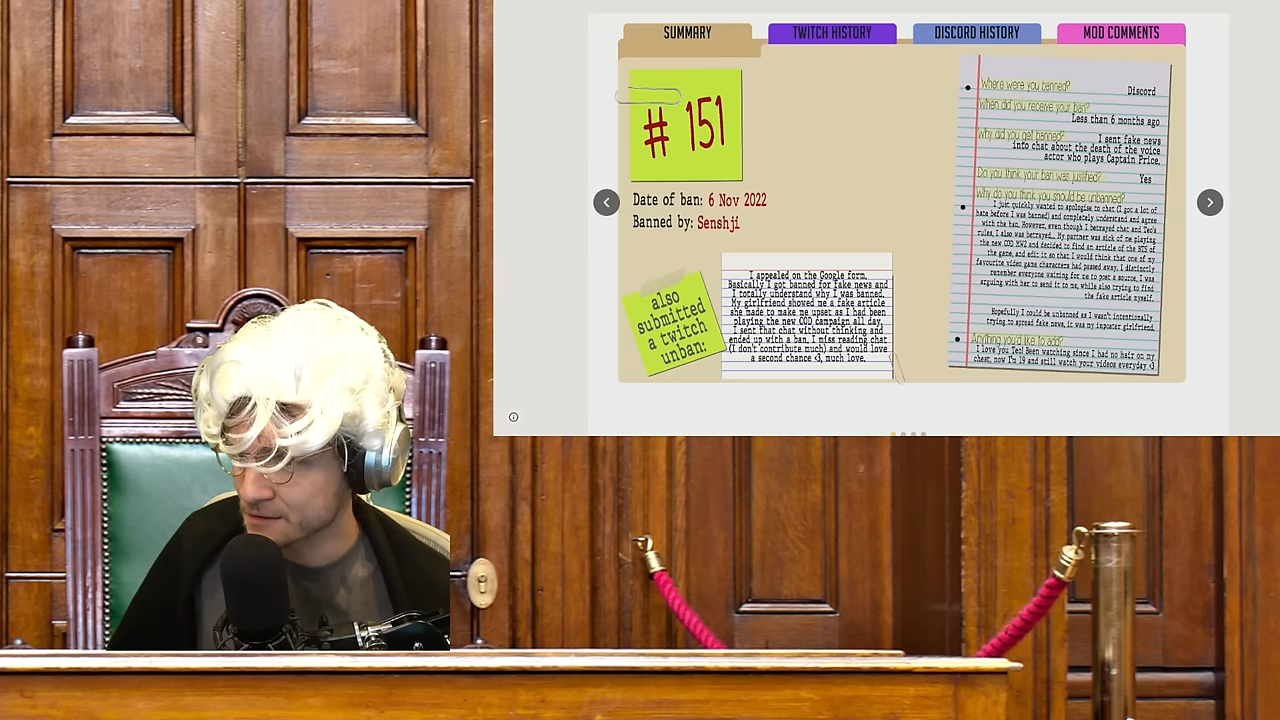 SUMMARY
TWITCH HISTORY
DISCORD HISTORY
MOD COMMENTS
# 151
Date of ban: 6 Nov 2022
Banned by: Senshji
also
submitted
a twitch
unban:
I appealed on the Google form.
Basically I got banned for fake news and
I totally understand why I was banned.
My girlfriend showed me a fake article
she made to make me upset as I had been
playing the new COD campaign all day.
I sent that chat without thinking and
ended up with a ban. I miss reading chat
(I don't contribute much) and would love
a second chance <3, much love.
Where were you banned?
Discord
When did you receive your ban?
Less than 6 months ago
Why did you get banned?
I sent fake news
into chat about the death of the voice
actor who plays Captain Price.
Do you think your ban was justified?
Yes
Why do you think you should be unbanned?
I just quickly wanted to apologise to chat (I got a lot of
hate before I was banned) and completely understand and agree
with the ban. However, even though I betrayed chat and Teo's
rules, I also was betrayed... My partner was sick of me playing
the new COD MW2 and decided to find an article of the BTS of
the game, and edit it so that I would think that one of my
favourite video game characters had passed away. I distinctly
remember everyone waiting for me to post a source, I was
arguing with her to send it to me, while also trying to find
the fake article myself.
Hopefully I could be unbanned as I wasn't intentionally
trying to spread fake news, it was my imposter girlfriend.
Anything you'd like to add?
I love you Teo! Been watching since I had no hair on my
chest, now I'm 19 and still watch your videos everyday <3